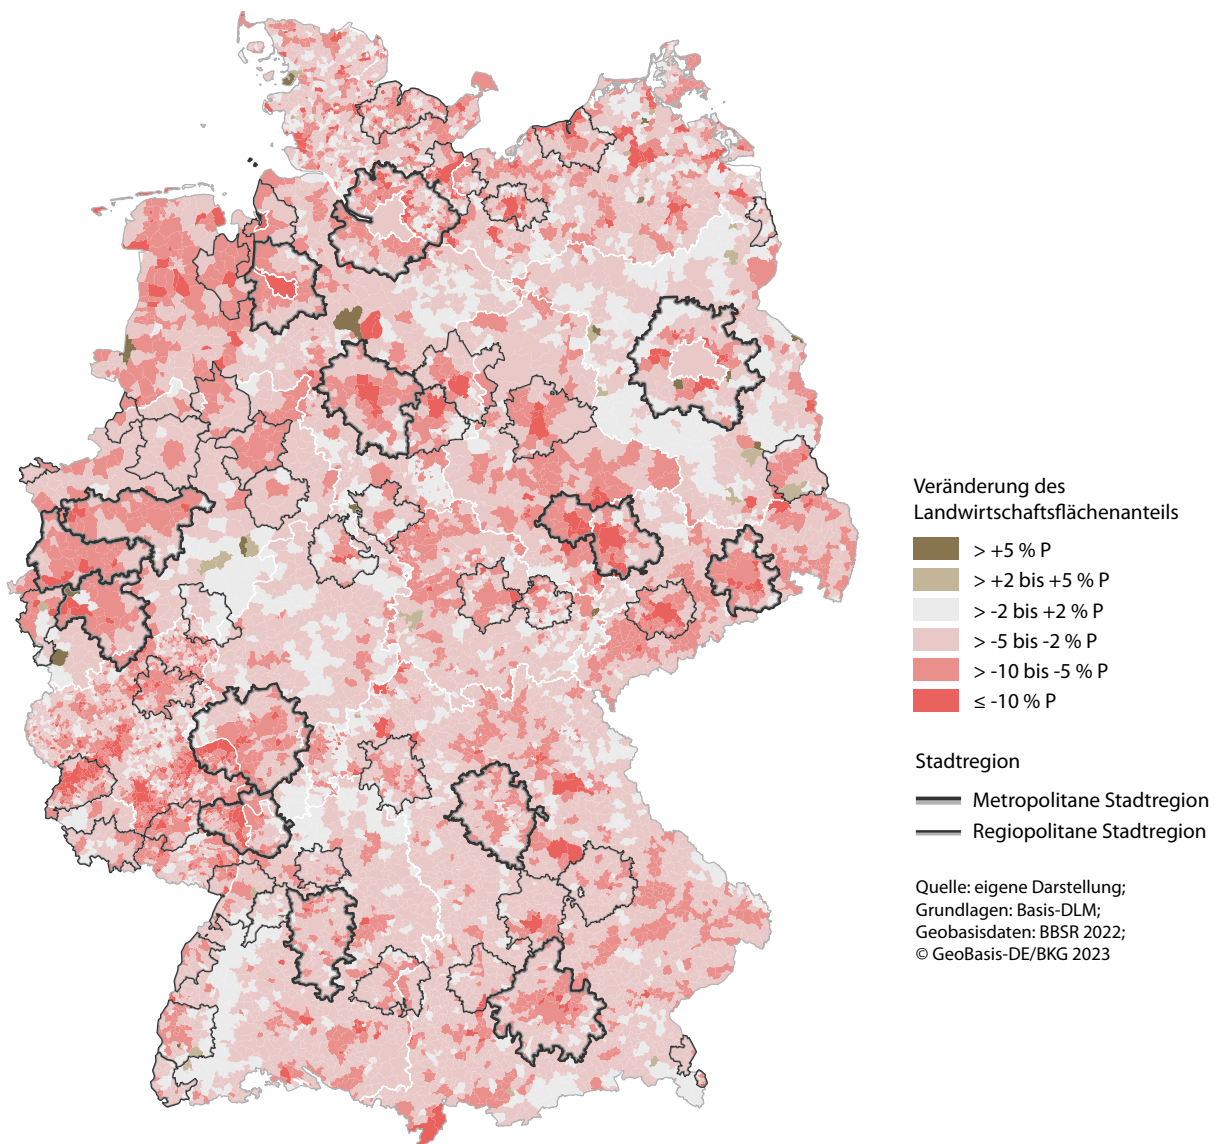 Veränderung des
Landwirtschaftsflächenanteils
> +5 % P
> +2 bis +5 % P
> -2 bis +2 % P
> -5 bis -2 % P
> -10 bis -5 % P
≤ -10 % P
Stadtregion
Metropolitane Stadtregion
Regiopolitane Stadtregion
Quelle: eigene Darstellung;
Grundlagen: Basis-DLM;
Geobasisdaten: BBSR 2022;
© GeoBasis-DE/BKG 2023